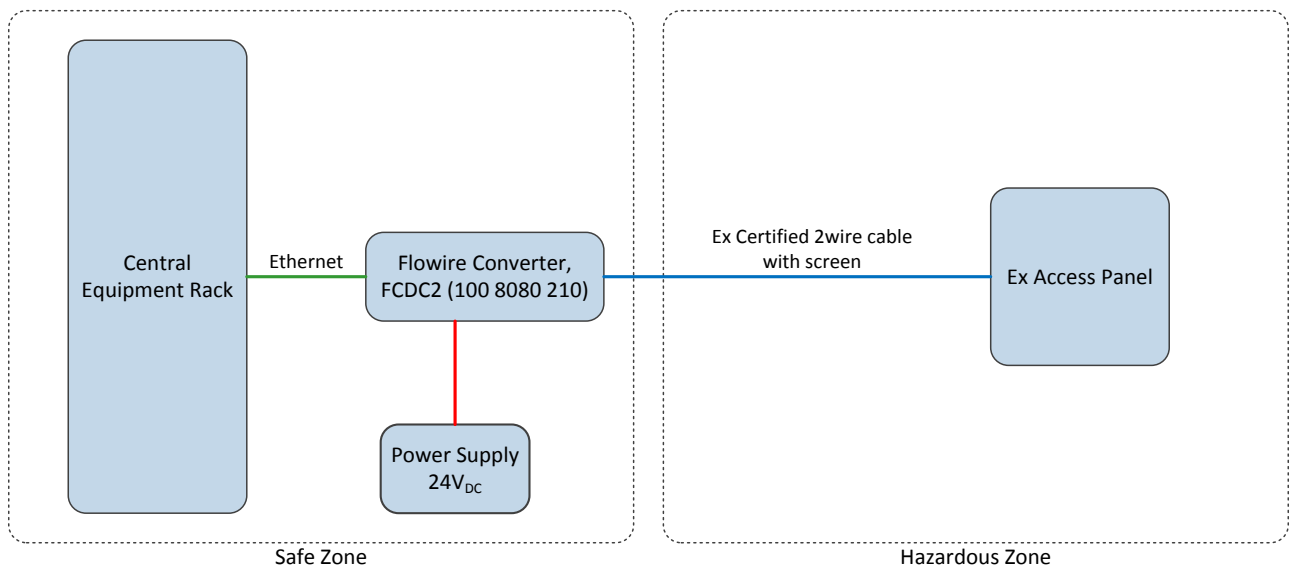 Central
Equipment Rack
Ethernet
Flowire Converter,
FCDC2 (100 8080 210)
Power Supply
24VDC
Ex Certified 2wire cable
with screen
Ex Access Panel
Safe Zone
Hazardous Zone